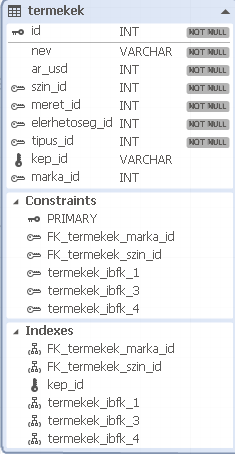 termekek
id INT NOT NULL
nev VARCHAR NOT NULL
ar_usd INT NOT NULL
szin_id INT NOT NULL
meret_id INT NOT NULL
elerhetoseg_id INT NOT NULL
tipus_id INT NOT NULL
kep_id VARCHAR
marka_id INT
Constraints
PRIMARY
FK_termekek_marka_id
FK_termekek_szin_id
termekek_ibfk_1
termekek_ibfk_3
termekek_ibfk_4
Indexes
FK_termekek_marka_id
FK_termekek_szin_id
kep_id
termekek_ibfk_1
termekek_ibfk_3
termekek_ibfk_4